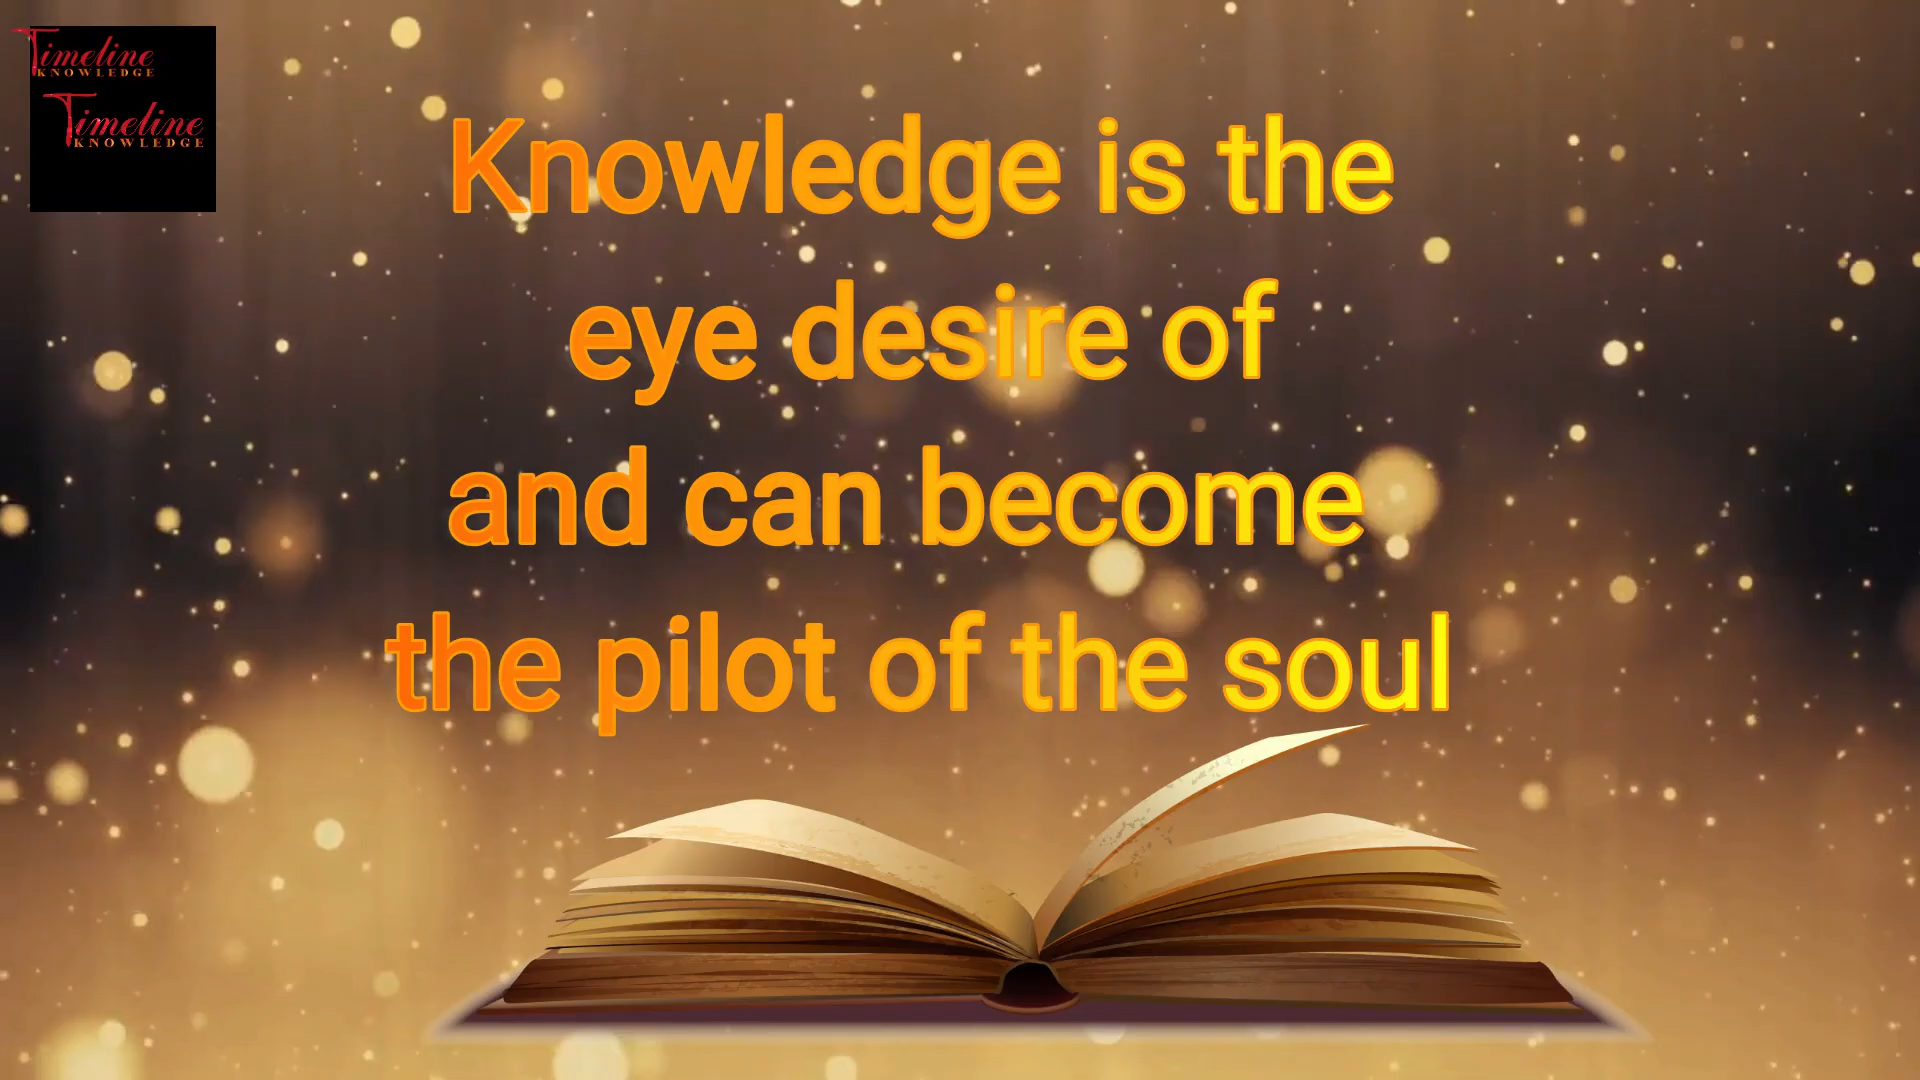 Timeline
KNOWLEDGE
Timeline
KNOWLEDGE
Knowledge is the
eye desire of
and can become
the pilot of the soul